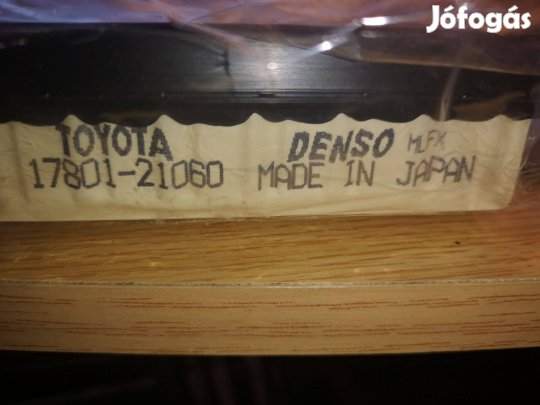 Jófogás
TOYOTA DENSO MLFX
17801-21060 MADE IN JAPAN